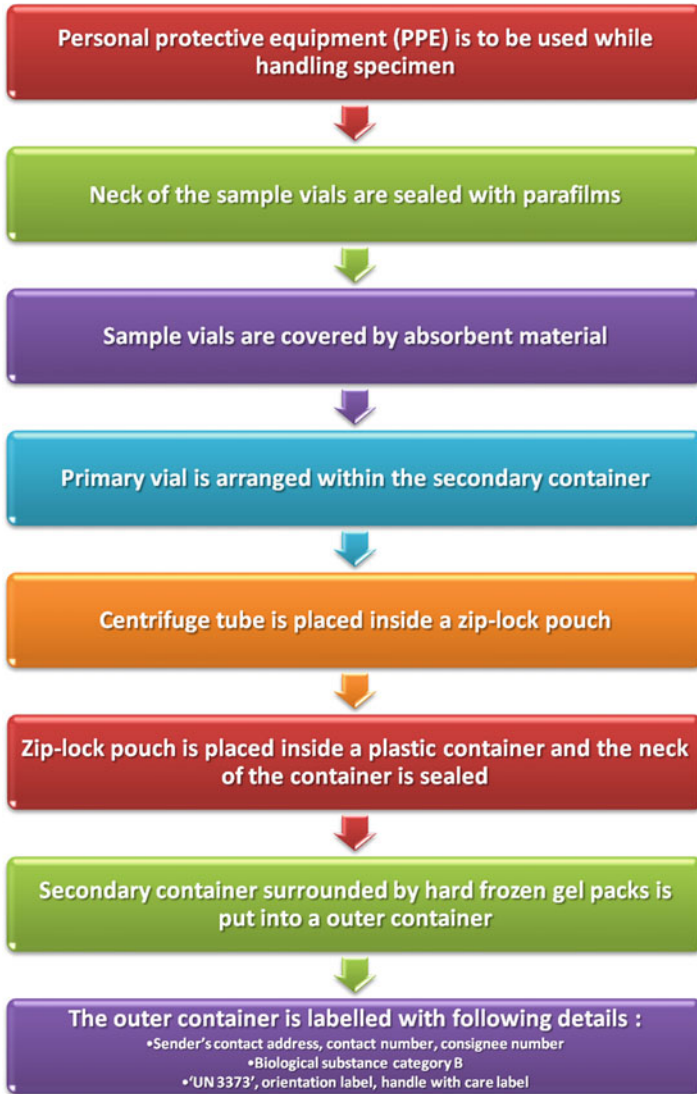 Personal protective equipment (PPE) is to be used while
handling specimen
Neck of the sample vials are sealed with parafilms
Sample vials are covered by absorbent material
Primary vial is arranged within the secondary container
Centrifuge tube is placed inside a zip-lock pouch
Zip-lock pouch is placed inside a plastic container and the neck
of the container is sealed
Secondary container surrounded by hard frozen gel packs is
put into a outer container
The outer container is labelled with following details :
•Sender's contact address, contact number, consignee number
•Biological substance category B
•'UN 3373', orientation label, handle with care label